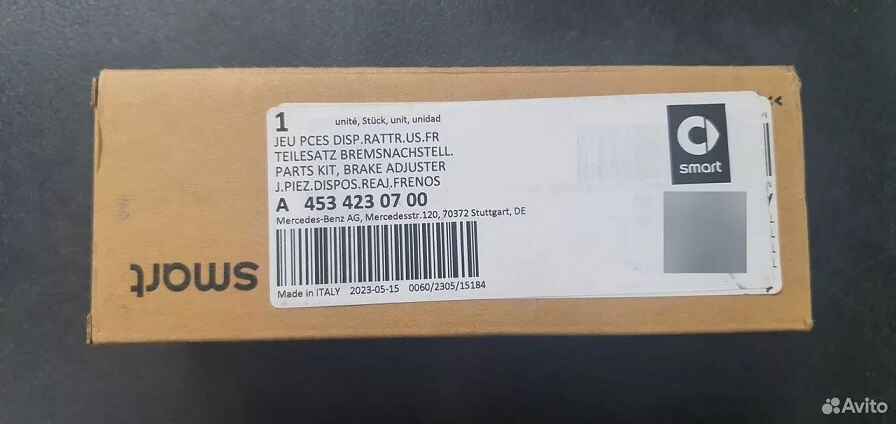 1 unité, Stück, unit, unidad
JEU PCES DISP.RATTR.US.FR
TEILESATZ BREMSNACHSTELL.
PARTS KIT, BRAKE ADJUSTER
J.PIEZ.DISPOS.REAJ.FRENOS
A 453 423 07 00
Mercedes-Benz AG, Mercedesstr.120, 70372 Stuttgart, DE
Made in ITALY 2023-05-15 0060/2305/15184
smart
smart
Avito